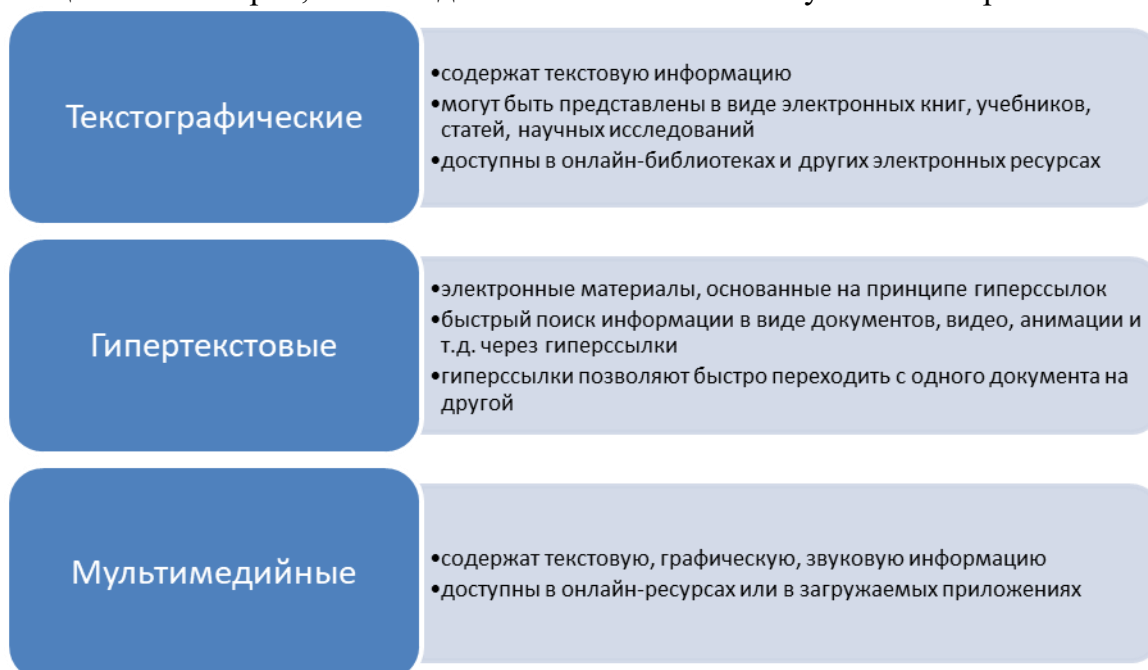 Текстографические
•содержат текстовую информацию
•могут быть представлены в виде электронных книг, учебников,
статей, научных исследований
•доступны в онлайн-библиотеках и других электронных ресурсах
Гипертекстовые
•электронные материалы, основанные на принципе гиперссылок
•быстрый поиск информации в виде документов, видео, анимации и
т.д. через гиперссылки
•гиперссылки позволяют быстро переходить с одного документа на
другой
Мультимедийные
•содержат текстовую, графическую, звуковую информацию
•доступны в онлайн-ресурсах или в загружаемых приложениях